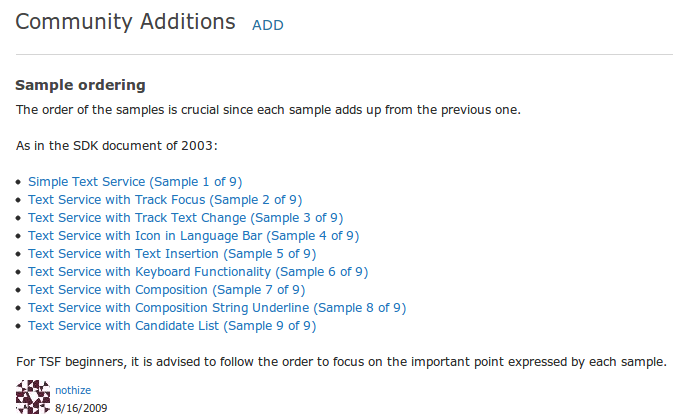 Community Additions ADD
Sample ordering
The order of the samples is crucial since each sample adds up from the previous one.
As in the SDK document of 2003:
• Simple Text Service (Sample 1 of 9)
• Text Service with Track Focus (Sample 2 of 9)
• Text Service with Track Text Change (Sample 3 of 9)
• Text Service with Icon in Language Bar (Sample 4 of 9)
• Text Service with Text Insertion (Sample 5 of 9)
• Text Service with Keyboard Functionality (Sample 6 of 9)
• Text Service with Composition (Sample 7 of 9)
• Text Service with Composition String Underline (Sample 8 of 9)
• Text Service with Candidate List (Sample 9 of 9)
For TSF beginners, it is advised to follow the order to focus on the important point expressed by each sample.
nothize
8/16/2009